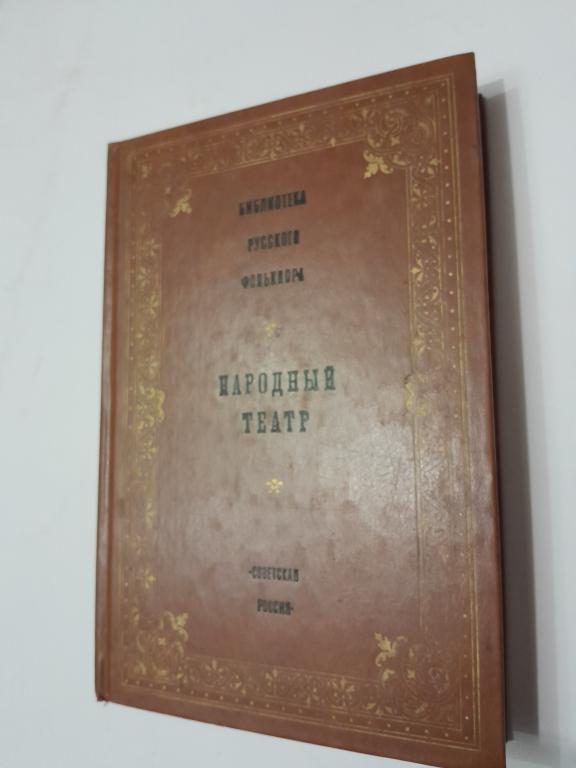 БИБЛИОТЕКА
РУССКОГО
ФОЛЬКЛОРА
НАРОДНЫЙ
ТЕАТР
«СОВЕТСКАЯ
РОССИЯ»